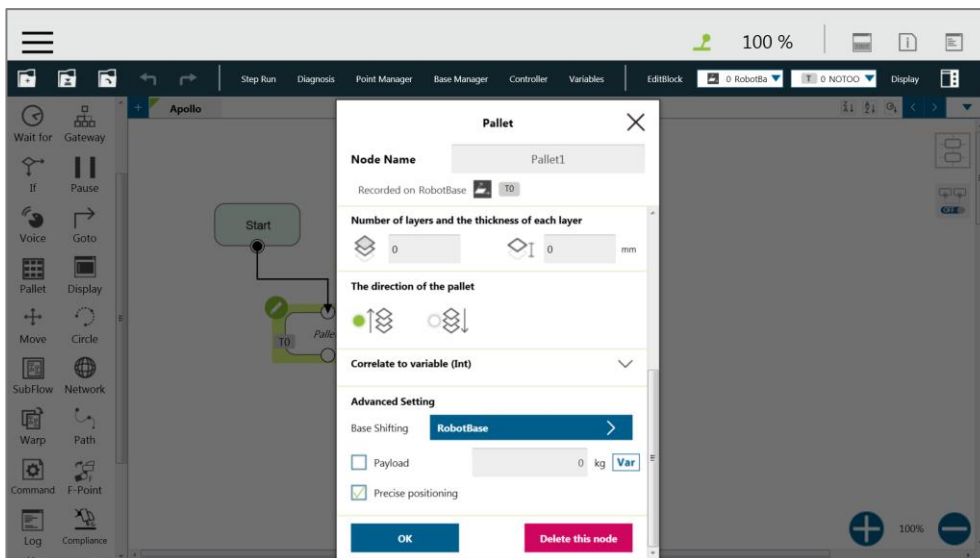 100 %
Step Run Diagnosis Point Manager Base Manager Controller Variables EditBlock 0 RobotBa T 0 NOTOO Display
+ Apollo
Wait for Gateway
If Pause
Voice Goto
Pallet Display
Move Circle
SubFlow Network
Warp Path
Command F-Point
Log Compliance
Start
T0 Palle
Pallet
Node Name Pallet1
Recorded on RobotBase T0
Number of layers and the thickness of each layer
0 0 mm
The direction of the pallet
Correlate to variable (Int)
Advanced Setting
Base Shifting RobotBase
Payload 0 kg Var
Precise positioning
OK Delete this node
OFF
100%